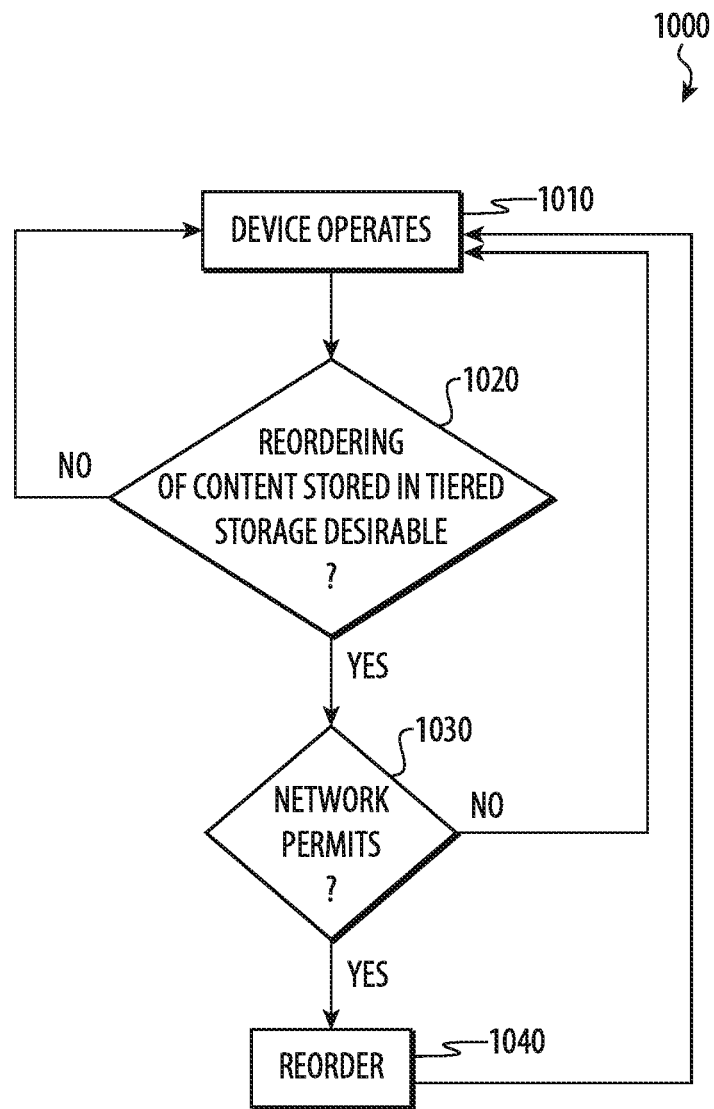 1000
DEVICE OPERATES
1010
1020
REORDERING
OF CONTENT STORED IN TIERED
STORAGE DESIRABLE
?
NO
YES
1030
NETWORK
PERMITS
?
NO
YES
REORDER
1040